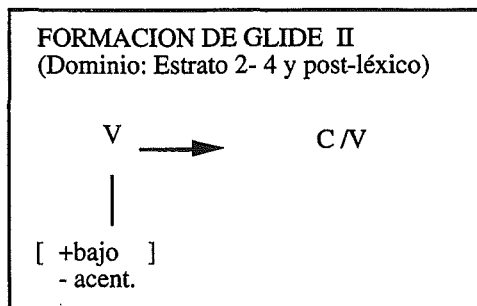 FORMACION DE GLIDE II
(Dominio: Estrato 2- 4 y post-léxico)
V C /V
[ +bajo ]
- acent.